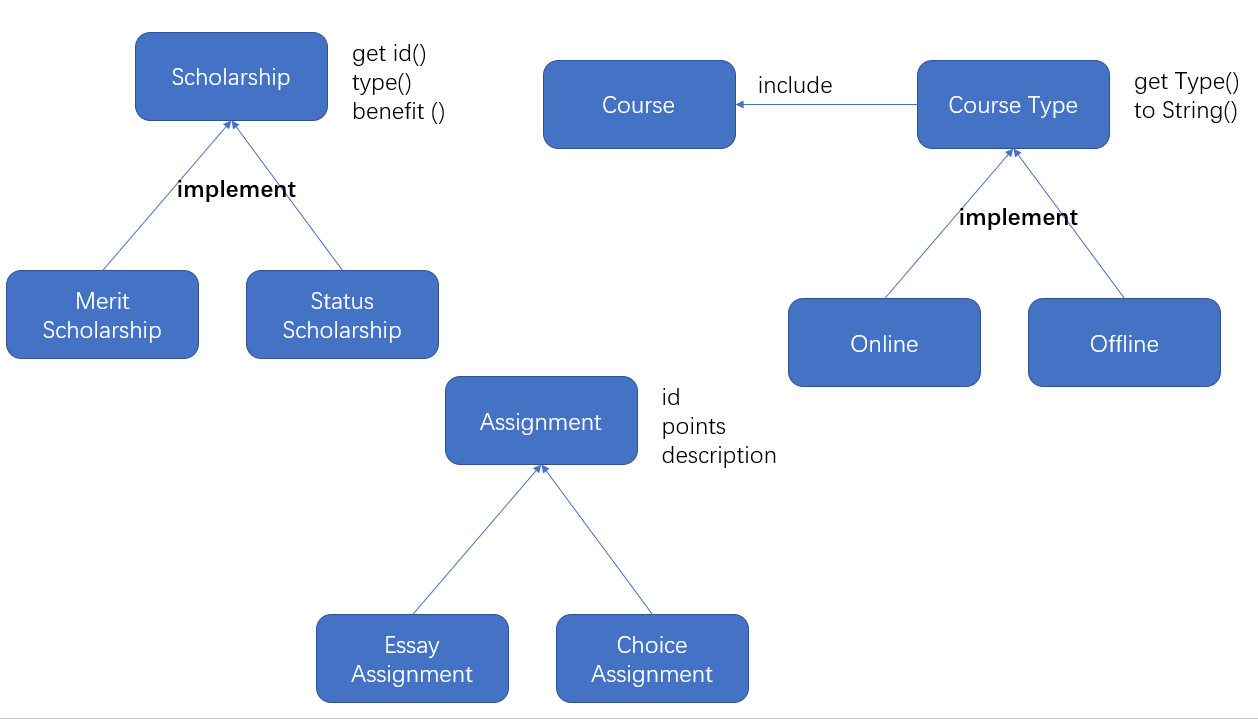 Scholarship
get id()
type()
benefit ()
Course
include
Course Type
get Type()
to String()
implement
implement
Merit
Scholarship
Status
Scholarship
Online
Offline
Assignment
id
points
description
Essay
Assignment
Choice
Assignment